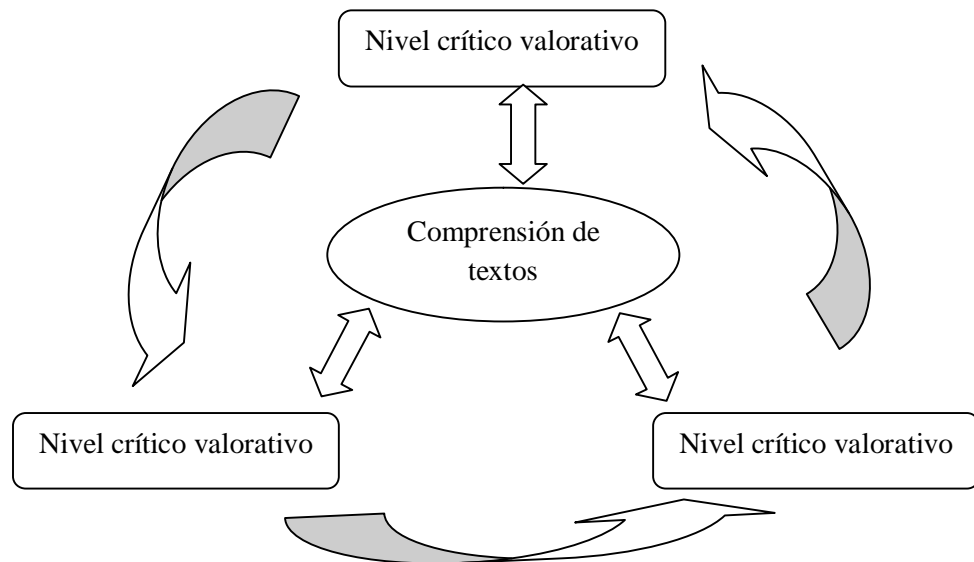 Nivel crítico valorativo
Comprensión de
textos
Nivel crítico valorativo
Nivel crítico valorativo